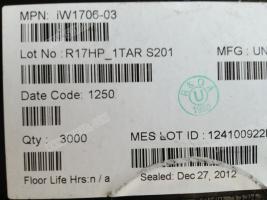 MPN: iW1706-03
Lot No : R17HP_1TAR S201 MFG : UN
Date Code: 1250
Qty : 3000 MES LOT ID : 124100922
Floor Life Hrs:n / a Sealed: Dec 27, 2012